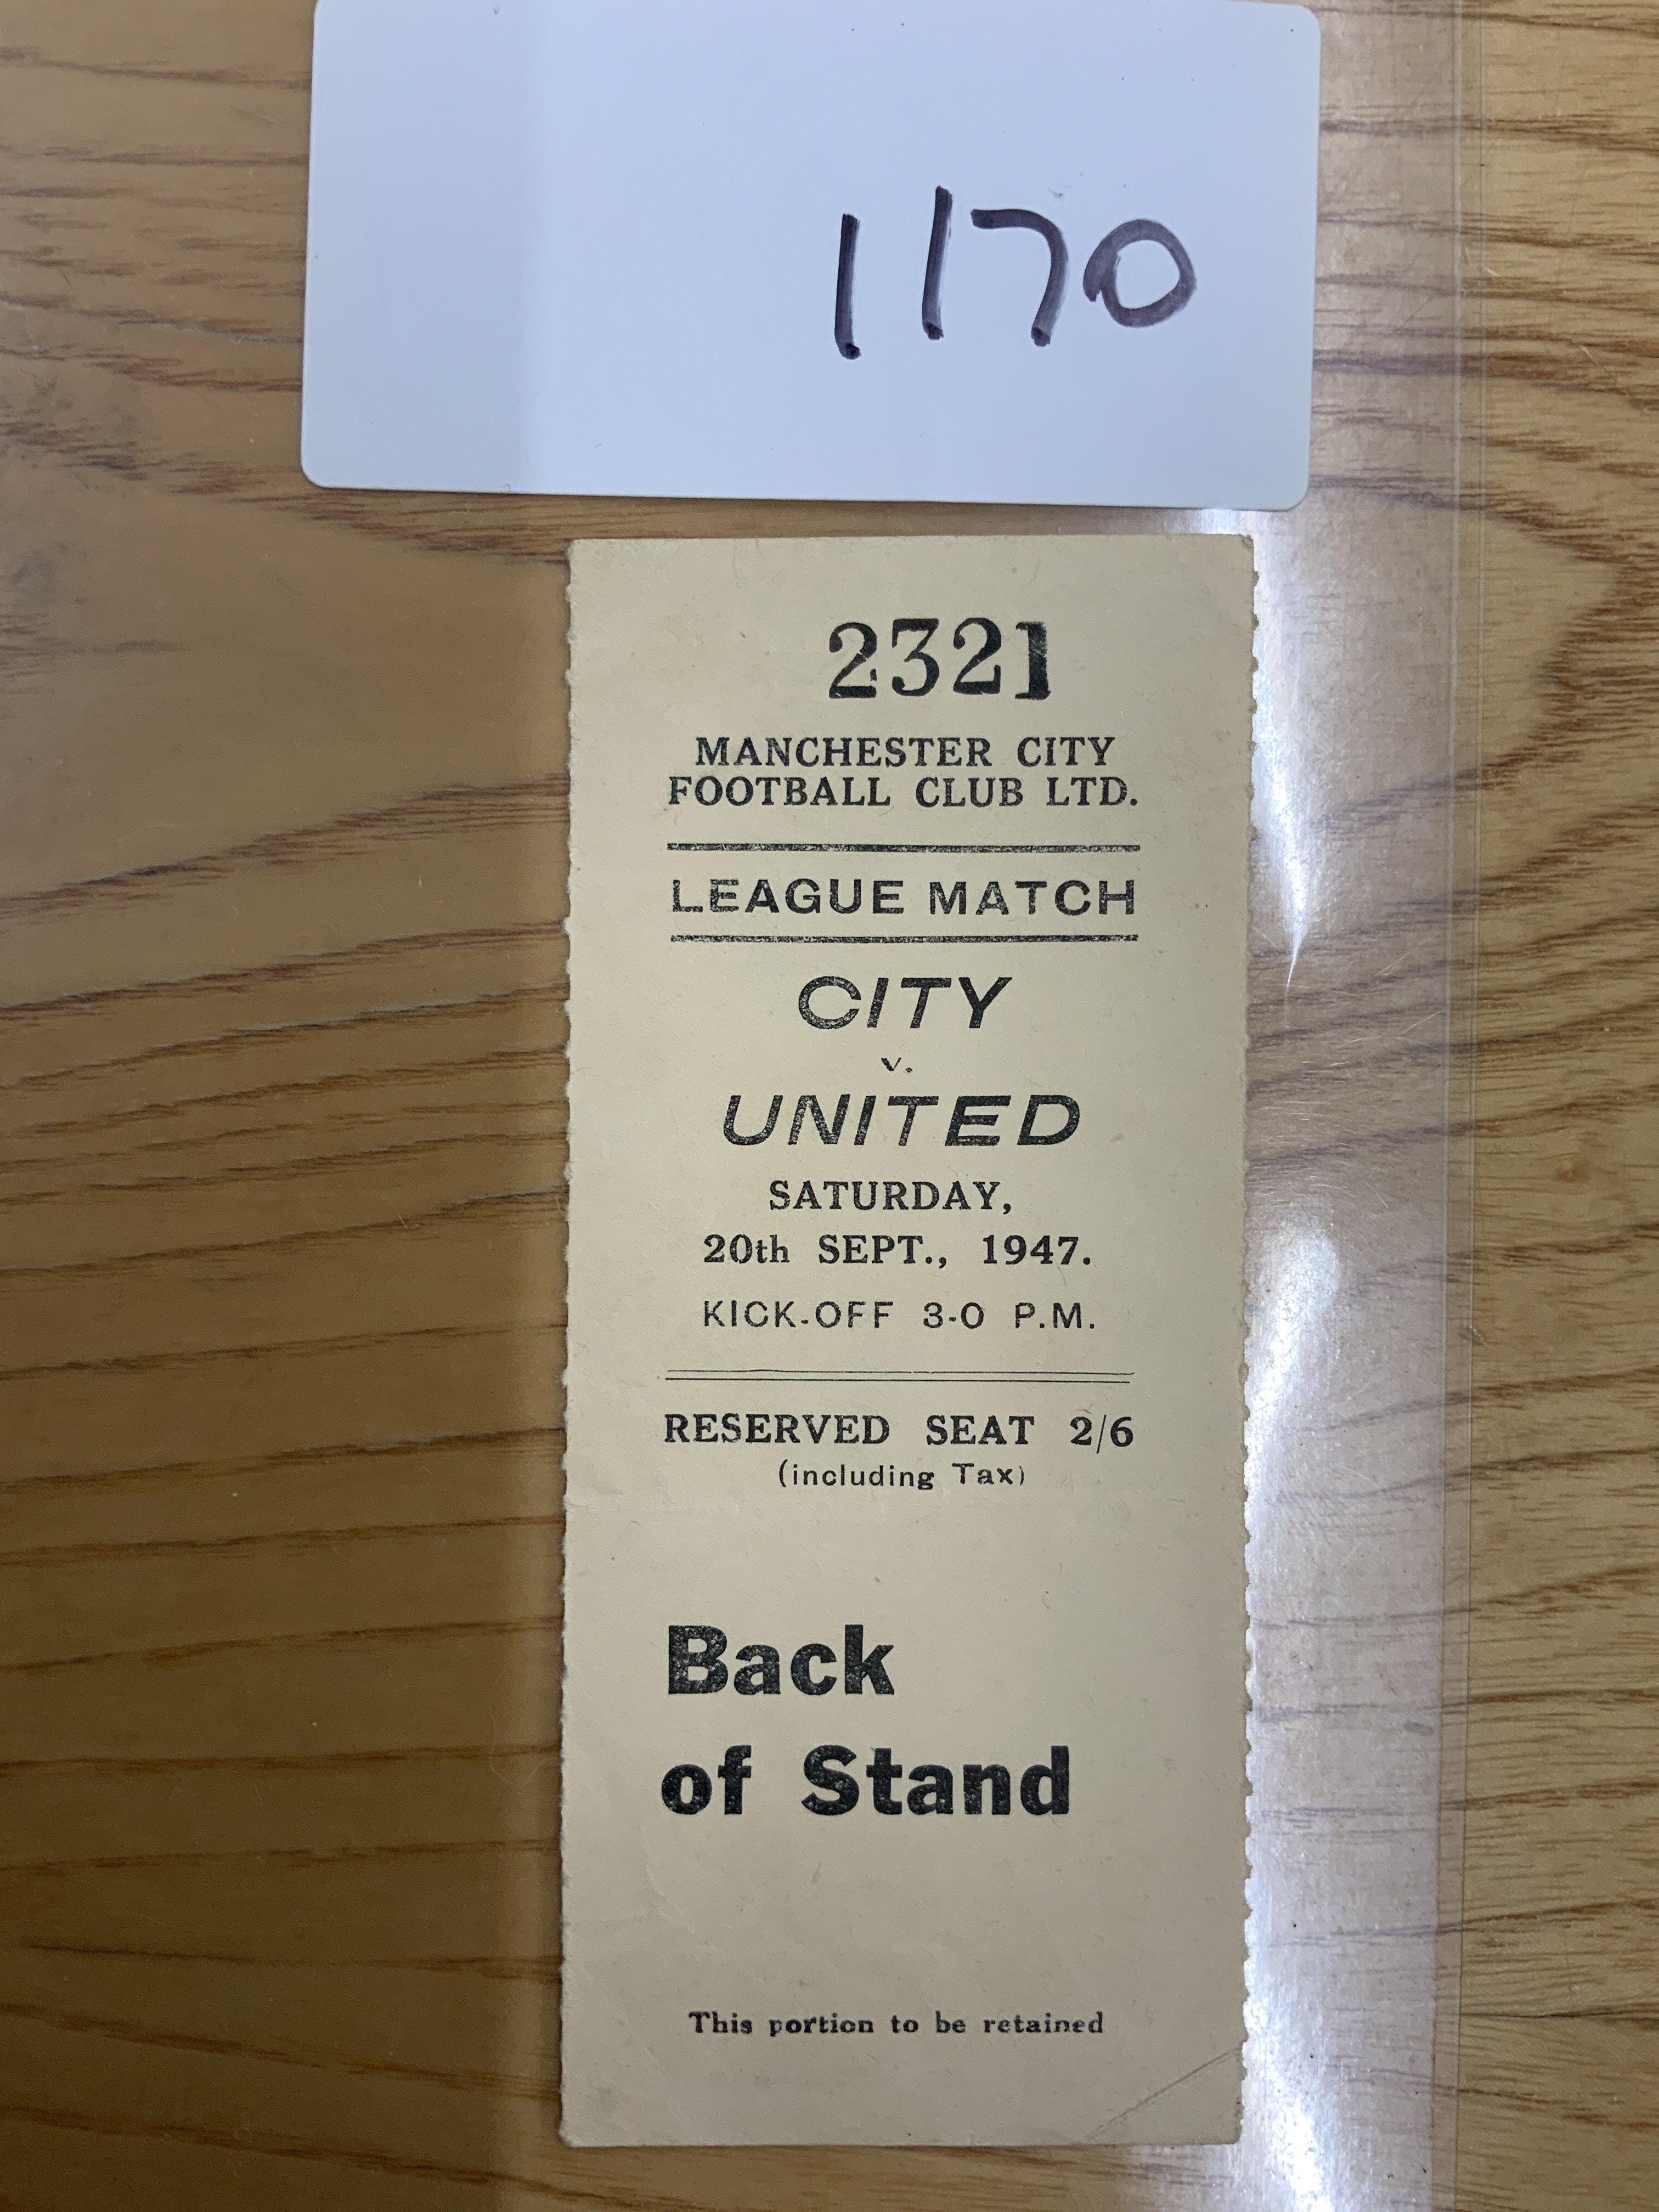 1170
2321
MANCHESTER CITY
FOOTBALL CLUB LTD.
LEAGUE MATCH
CITY
v.
UNITED
SATURDAY,
20th SEPT., 1947.
KICK-OFF 3-0 P.M.
RESERVED SEAT 2/6
(including Tax)
Back
of Stand
This portion to be retained